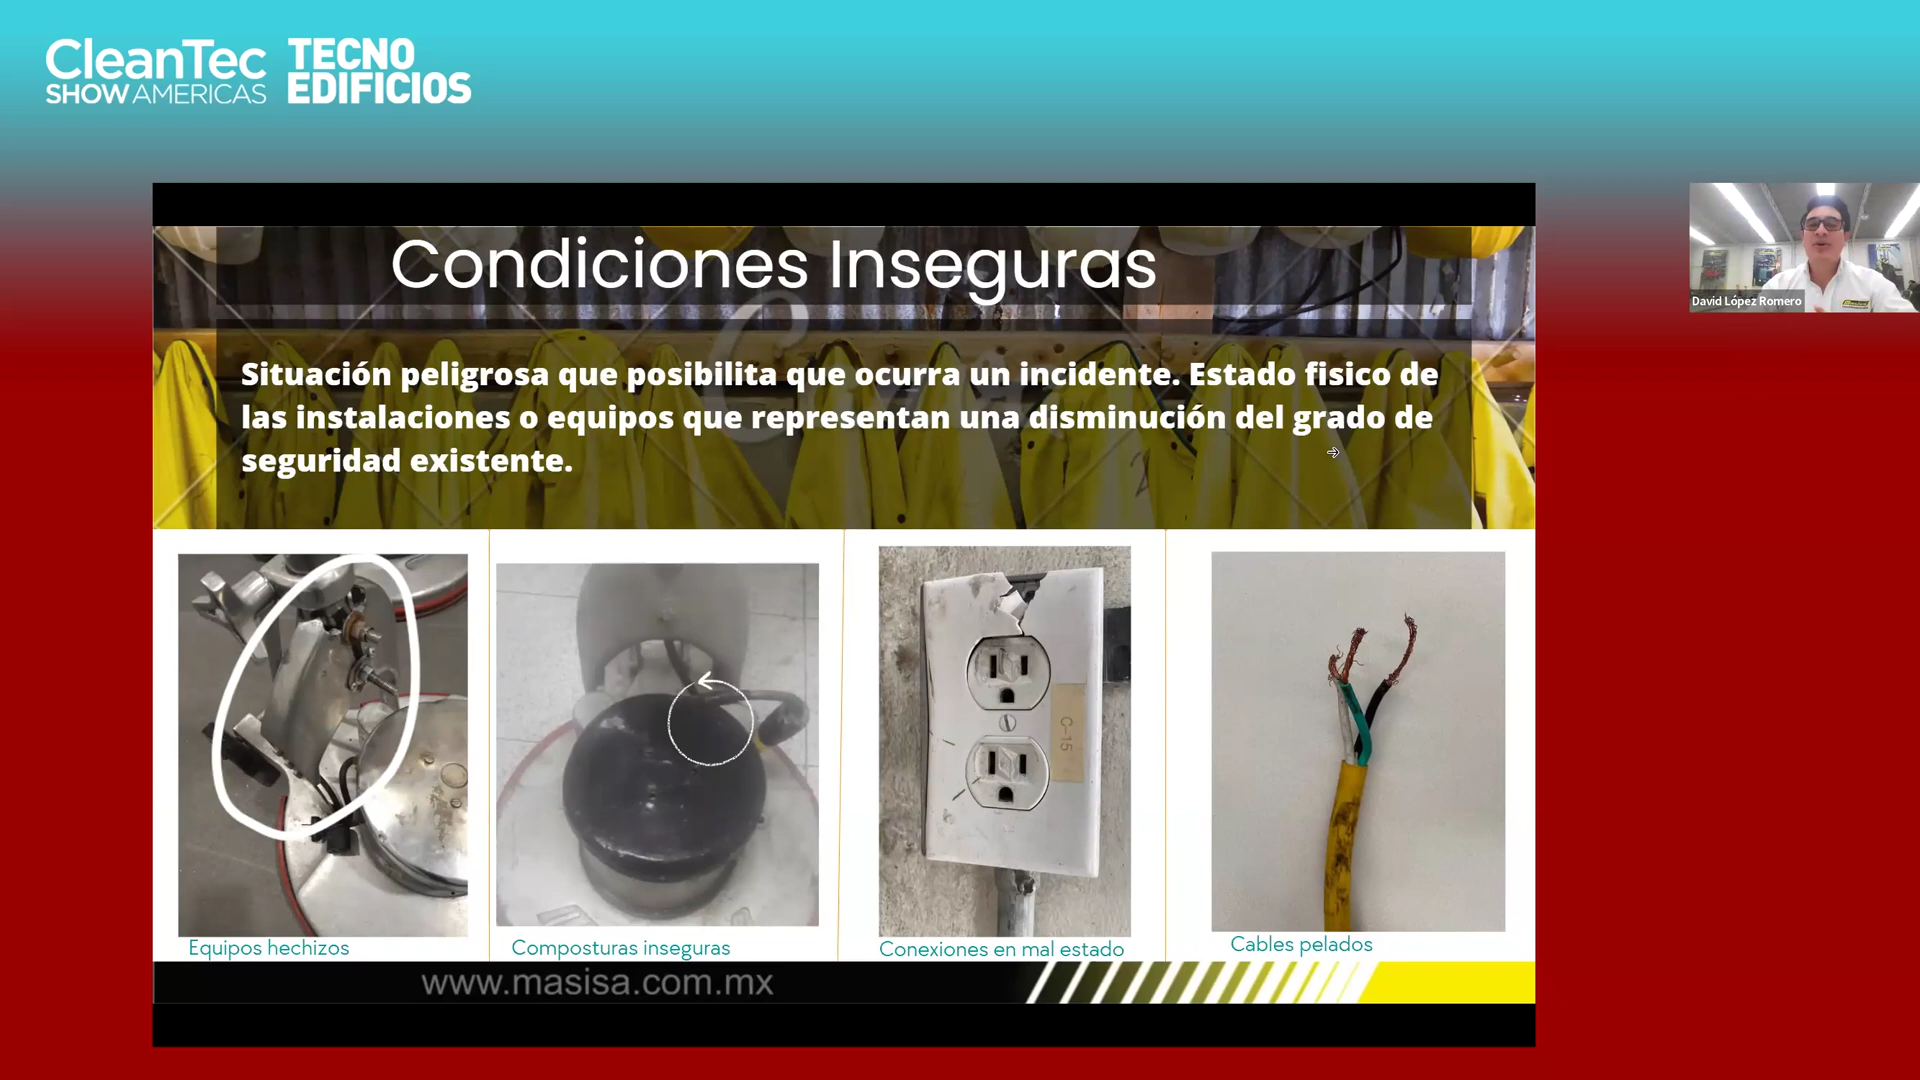 CleanTec
SHOW AMERICAS
TECNO
EDIFICIOS
Condiciones Inseguras
David López Romero
Situación peligrosa que posibilita que ocurra un incidente. Estado fisico de
las instalaciones o equipos que representan una disminución del grado de
seguridad existente.
C-15
Equipos hechizos
Composturas inseguras
Conexiones en mal estado
Cables pelados
www.masisa.com.mx